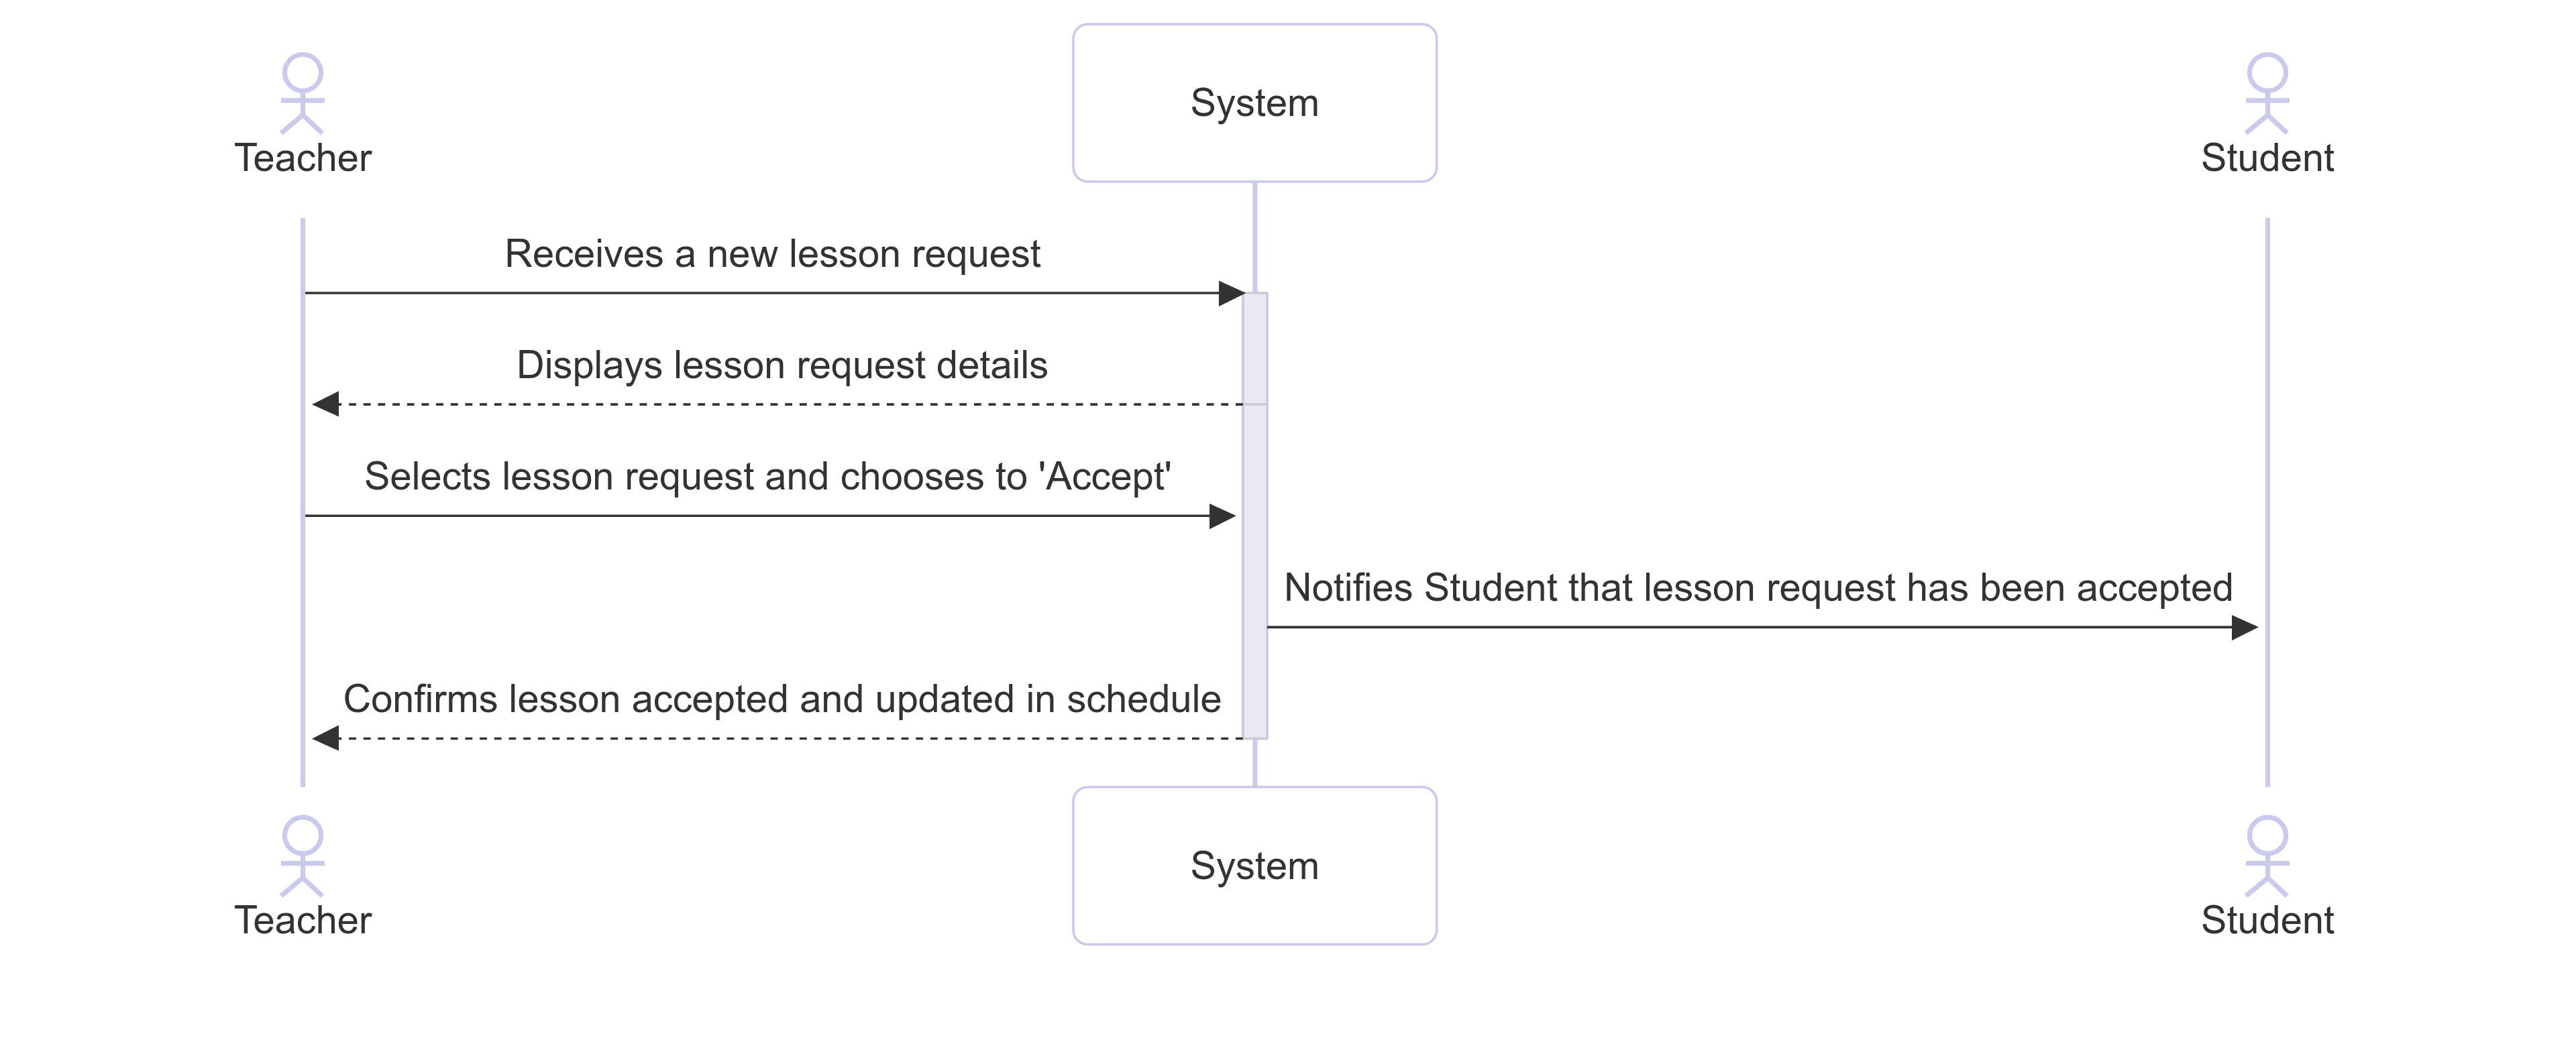 System
Teacher
Student
Receives a new lesson request
Displays lesson request details
Selects lesson request and chooses to 'Accept'
Notifies Student that lesson request has been accepted
Confirms lesson accepted and updated in schedule
System
Teacher
Student